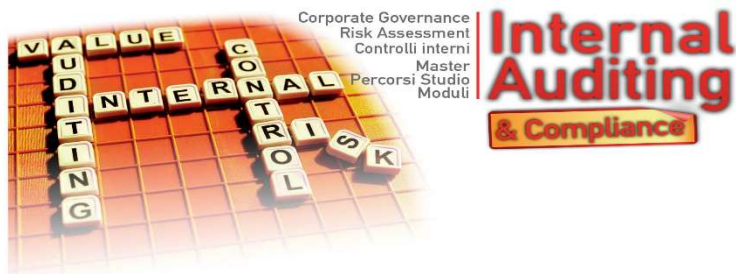 VALUE
AUDITING
INTERNAL
CONTROL
RISK
Corporate Governance
Risk Assessment
Controlli interni
Master
Percorsi Studio
Moduli
Internal
Auditing
& Compliance